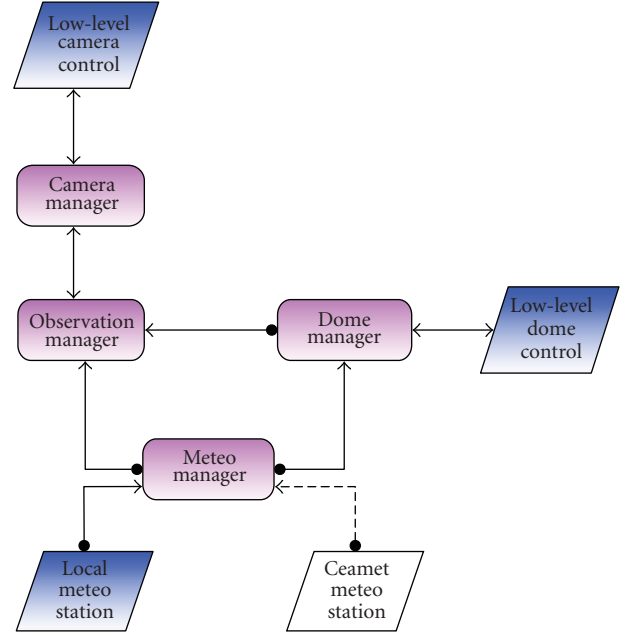 Low-level
camera
control
Camera
manager
Observation
manager
Dome
manager
Low-level
dome
control
Meteo
manager
Local
meteo
station
Ceamet
meteo
station